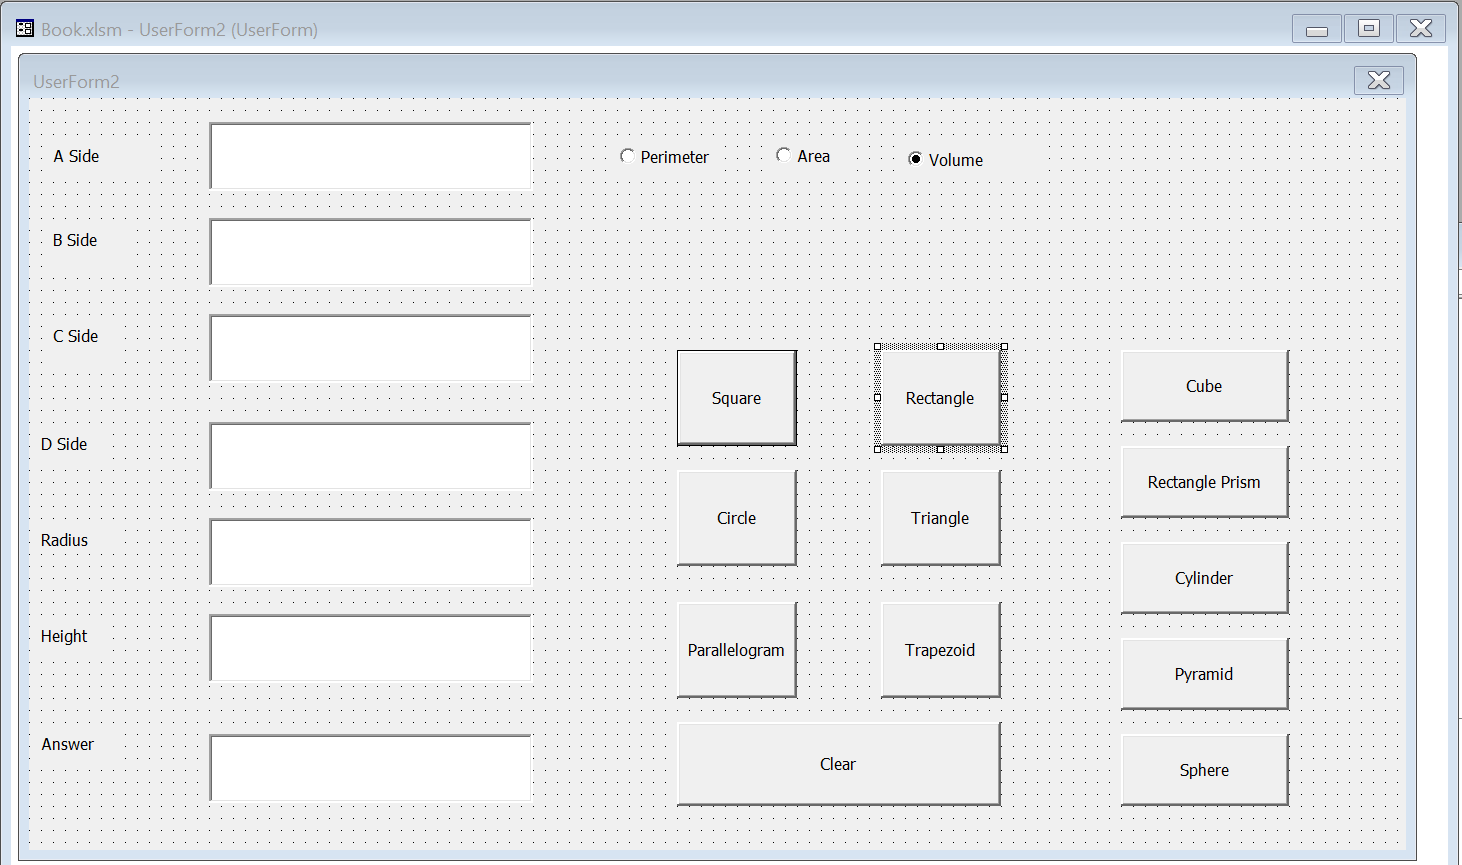 Book.xlsm - UserForm2 (UserForm)
UserForm2
A Side
Perimeter
Area
Volume
B Side
C Side
Square
Rectangle
Cube
D Side
Rectangle Prism
Radius
Circle
Triangle
Cylinder
Height
Parallelogram
Trapezoid
Pyramid
Answer
Clear
Sphere